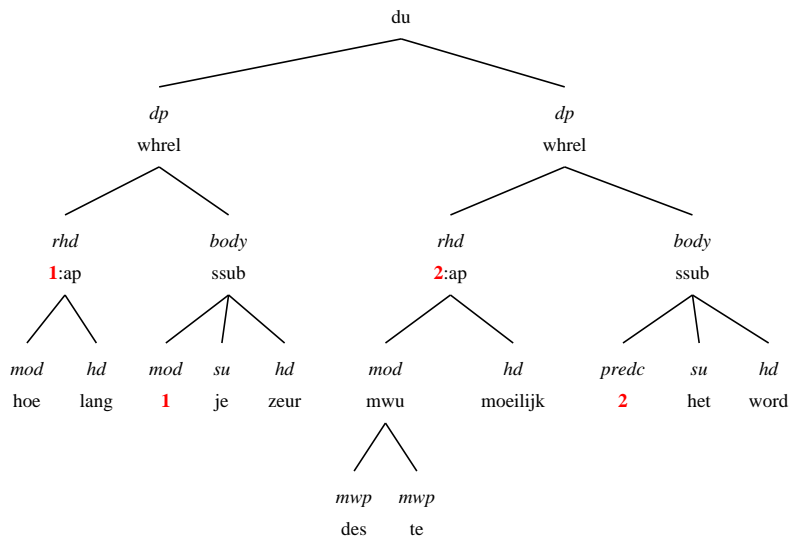 du
dp dp
whrel whrel
rhd body rhd body
1:ap ssub 2:ap ssub
mod hd mod su hd mod hd predc su hd
hoe lang 1 je zeur mwu moeilijk 2 het word
mwp mwp
des te